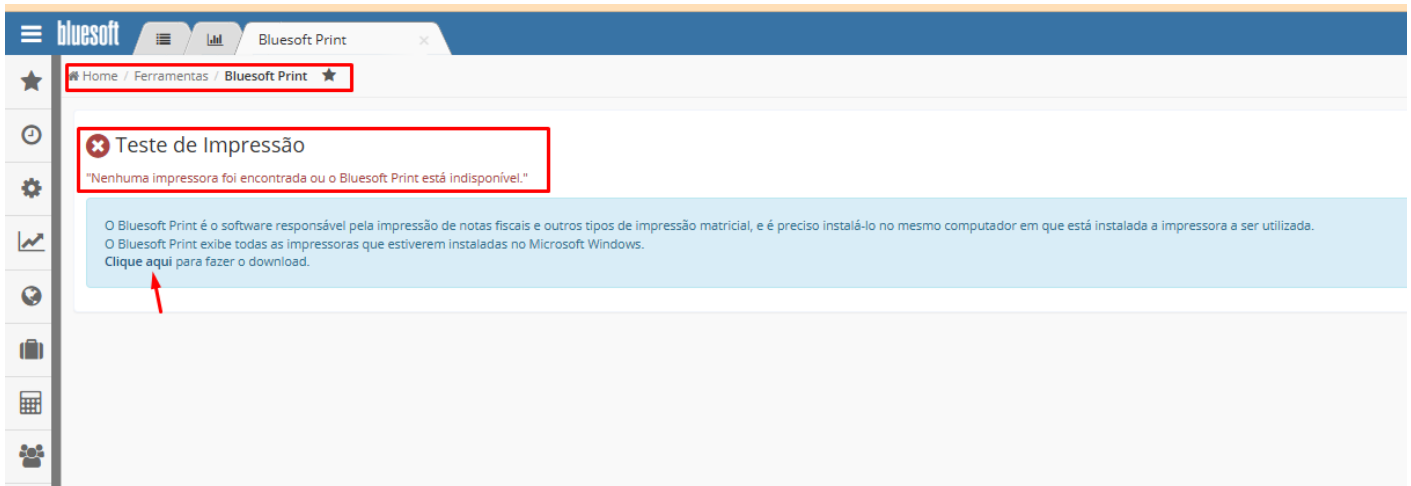 bluesoft
Bluesoft Print
Home / Ferramentas / Bluesoft Print
Teste de Impressão
"Nenhuma impressora foi encontrada ou o Bluesoft Print está indisponível."
O Bluesoft Print é o software responsável pela impressão de notas fiscais e outros tipos de impressão matricial, e é preciso instalá-lo no mesmo computador em que está instalada a impressora a ser utilizada.
O Bluesoft Print exibe todas as impressoras que estiverem instaladas no Microsoft Windows.
Clique aqui para fazer o download.